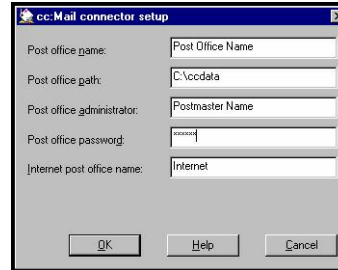 cc:Mail connector setup
Post office name: Post Office Name
Post office path: C:\ccdata
Post office administrator: Postmaster Name
Post office password: xxxxxx
Internet post office name: Internet
OK Help Cancel